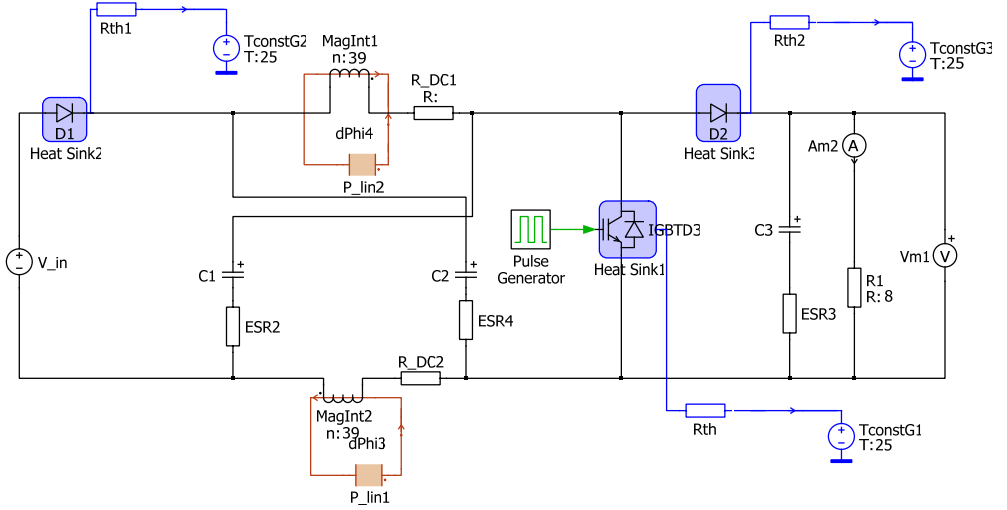 Rth1
TconstG2
T:25
MagInt1
n:39
R_DC1
R:
Rth2
TconstG3
T:25
D1
Heat Sink2
dPhi4
P_lin2
D2
Heat Sink3
Am2
A
V_in
C1
ESR2
C2
ESR4
Pulse
Generator
IGBTD3
Heat Sink1
C3
ESR3
R1
R: 8
Vm1
V
R_DC2
MagInt2
n:39
dPhi3
P_lin1
Rth
TconstG1
T:25